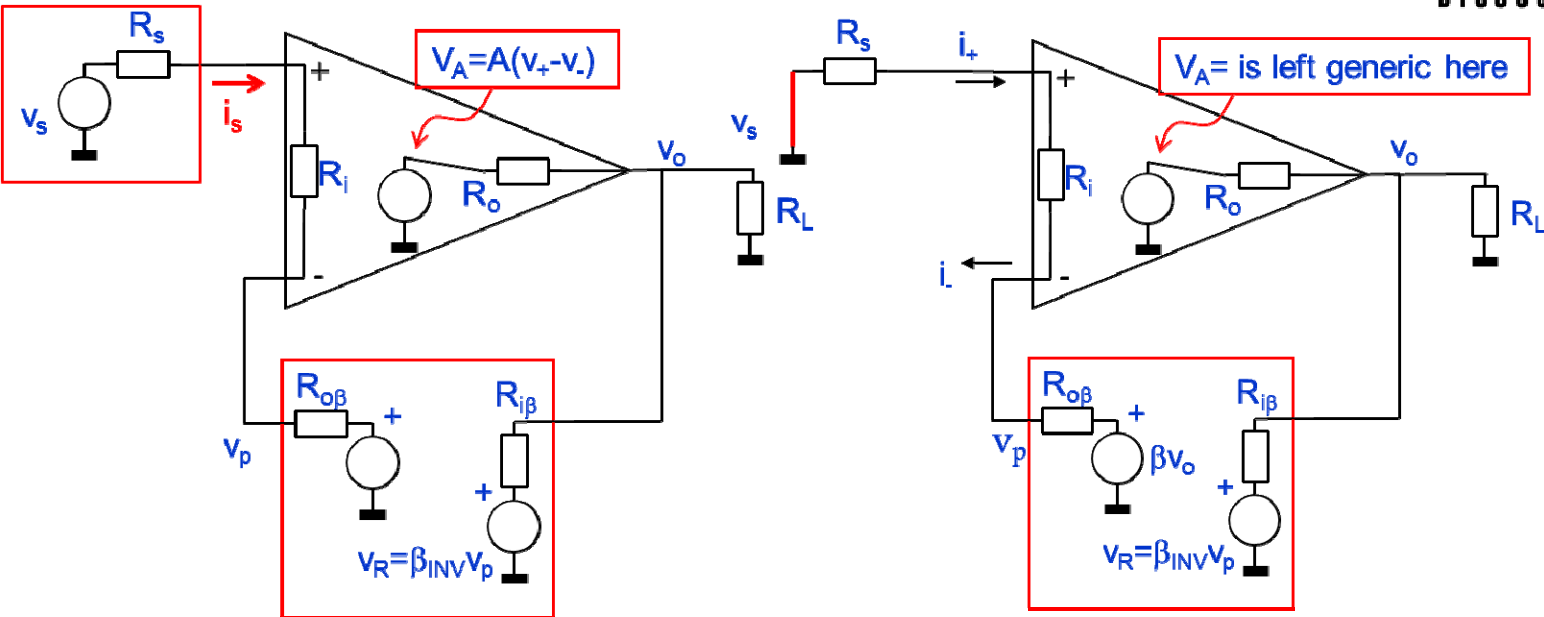 Rs
is
vs
VA=A(v+-v-)
+
Ri
Ro
-
vo
RL
Roβ
+
Riβ
vp
+
vR=βINVvp
Rs
i+
vs
VA= is left generic here
+
Ri
Ro
i-
-
vo
RL
Roβ
+
Riβ
vp
βvo
+
vR=βINVvp